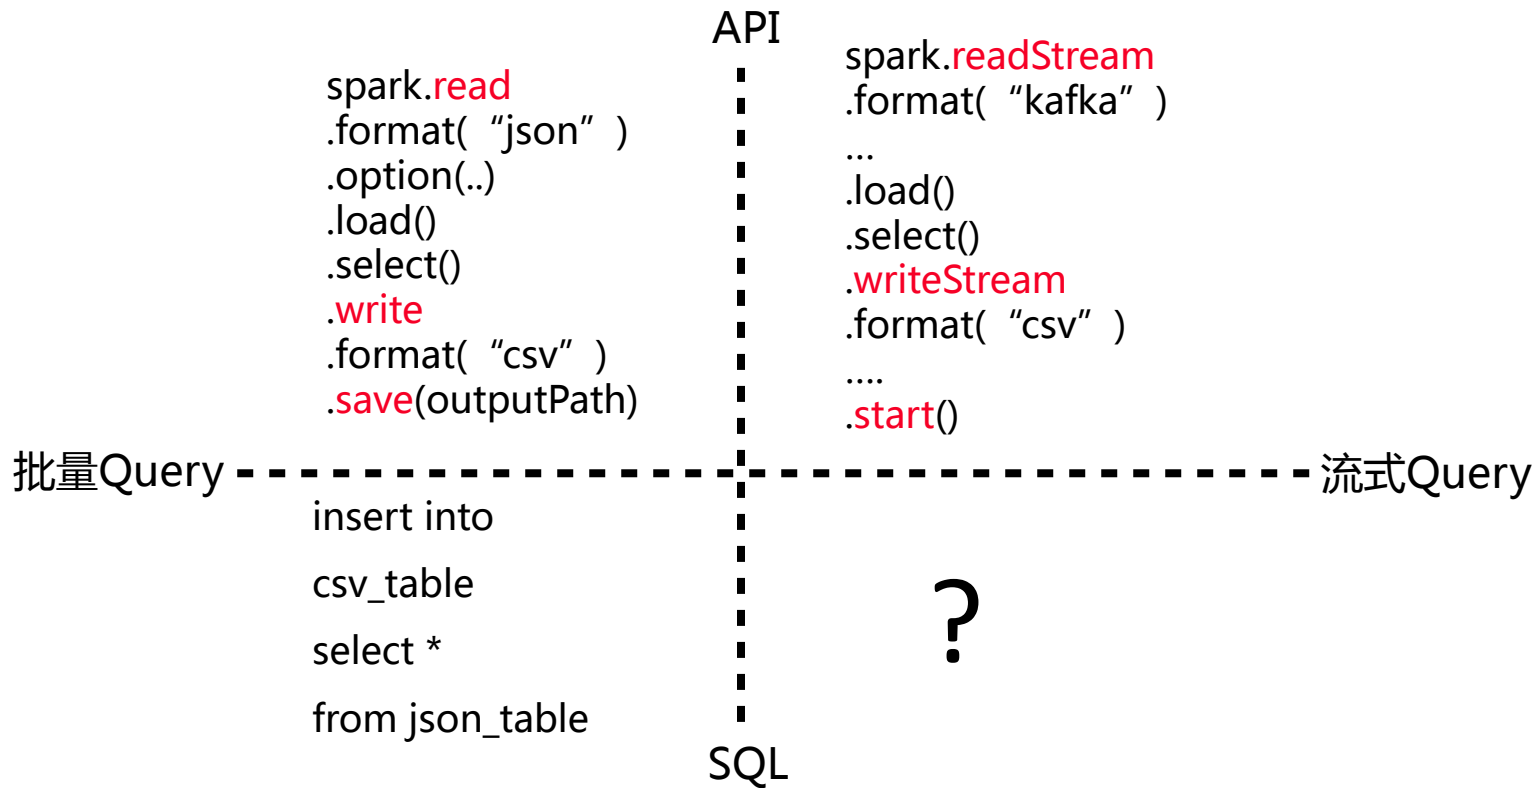 API
spark.read
.format( “json” )
.option(..)
.load()
.select()
.write
.format( “csv” )
.save(outputPath)
spark.readStream
.format( “kafka” )
...
.load()
.select()
.writeStream
.format( “csv” )
....
.start()
批量Query
流式Query
insert into
csv_table
select *
from json_table
?
SQL